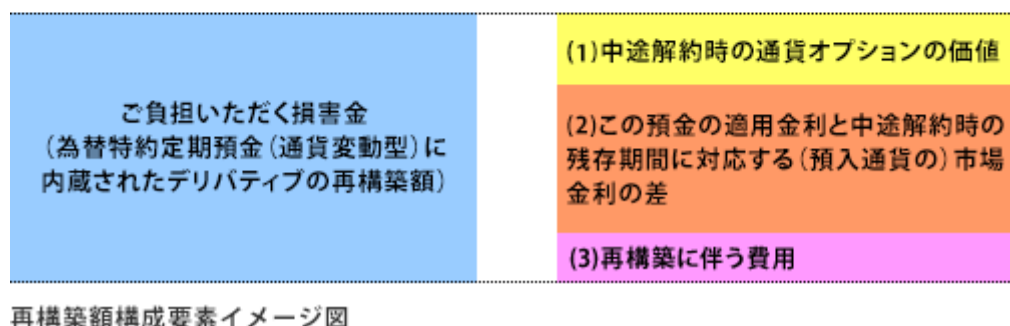 ご負担いただく損害金
（為替特約定期預金（通貨変動型）に
内蔵されたデリバティブの再構築額）
(1)中途解約時の通貨オプションの価値
(2)この預金の適用金利と中途解約時の
残存期間に対応する（預入通貨の）市場
金利の差
(3)再構築に伴う費用
再構築額構成要素イメージ図